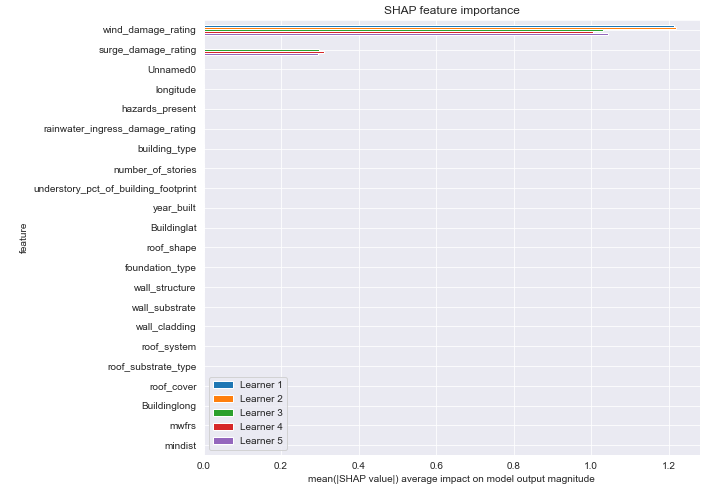 SHAP feature importance
wind_damage_rating
surge_damage_rating
Unnamed0
longitude
hazards_present
rainwater_ingress_damage_rating
building_type
number_of_stories
understory_pct_of_building_footprint
year_built
Buildinglat
roof_shape
foundation_type
wall_structure
wall_substrate
wall_cladding
roof_system
roof_substrate_type
roof_cover
Buildinglong
mwfrs
mindist
feature
Learner 1
Learner 2
Learner 3
Learner 4
Learner 5
0.0 0.2 0.4 0.6 0.8 1.0 1.2
mean(|SHAP value|) average impact on model output magnitude